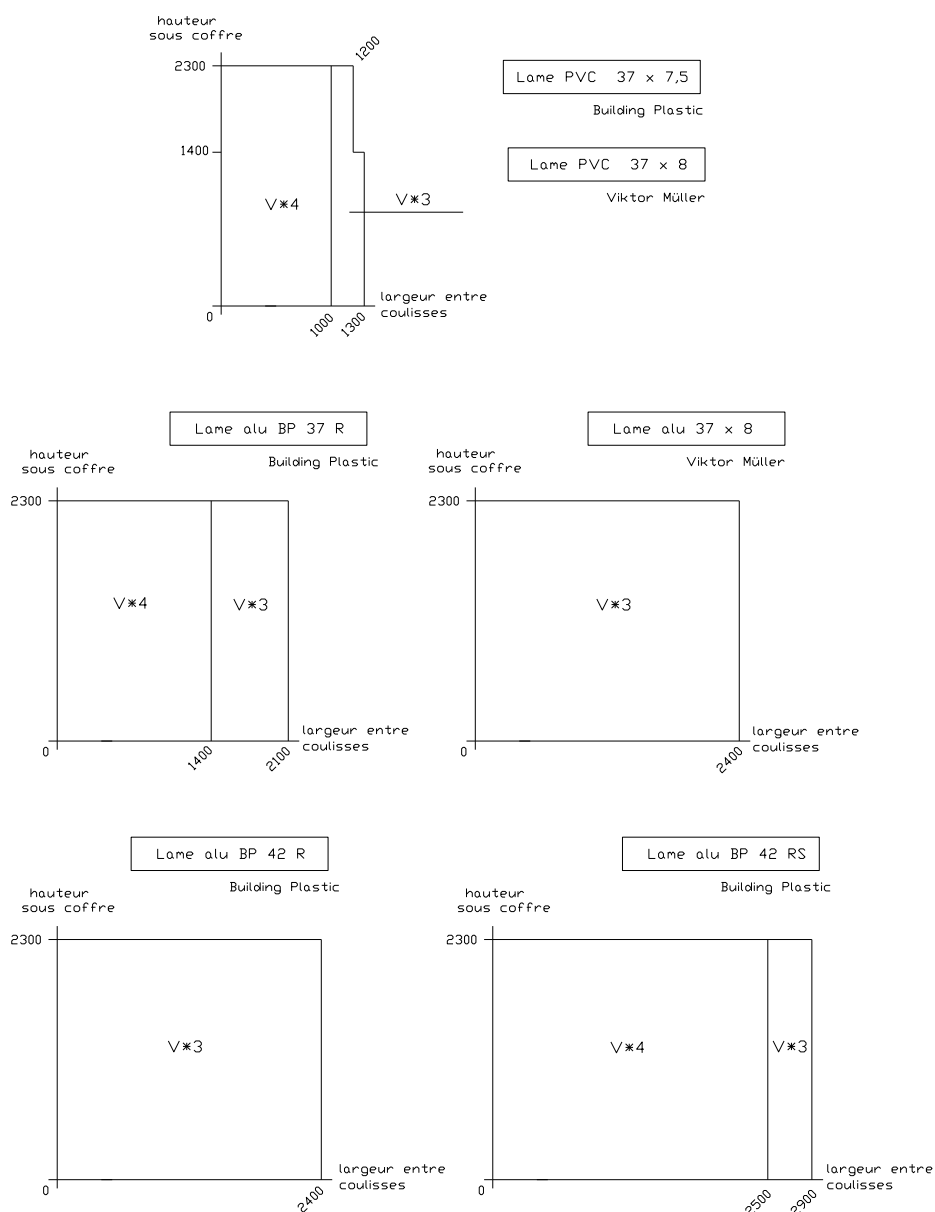 hauteur
sous coffre
1200
2300
1400
V*4
V*3
0
1000
1300
largeur entre
coulisses
Lame PVC 37 x 7,5
Building Plastic
Lame PVC 37 x 8
Viktor Müller
Lame alu BP 37 R
Building Plastic
hauteur
sous coffre
2300
V*4
V*3
0
1400
2100
largeur entre
coulisses
Lame alu 37 x 8
Viktor Müller
hauteur
sous coffre
2300
V*3
0
2400
largeur entre
coulisses
Lame alu BP 42 R
Building Plastic
hauteur
sous coffre
2300
V*3
0
2400
largeur entre
coulisses
Lame alu BP 42 RS
Building Plastic
hauteur
sous coffre
2300
V*4
V*3
0
2500
2900
largeur entre
coulisses